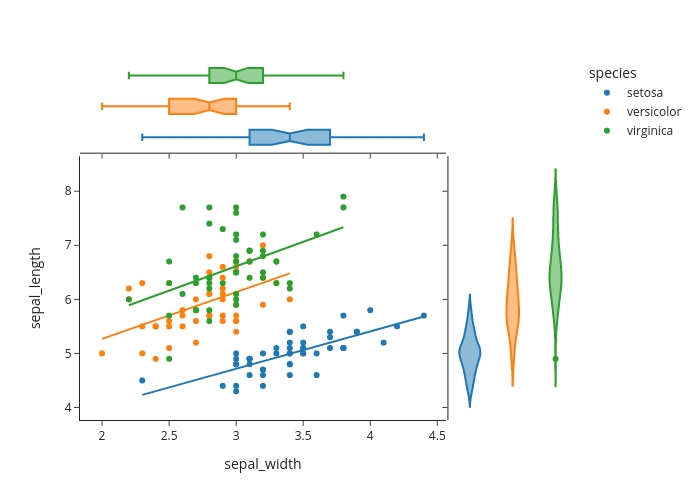 species
setosa
versicolor
virginica
8
7
6
5
4
sepal_length
2
2.5
3
3.5
4
4.5
sepal_width